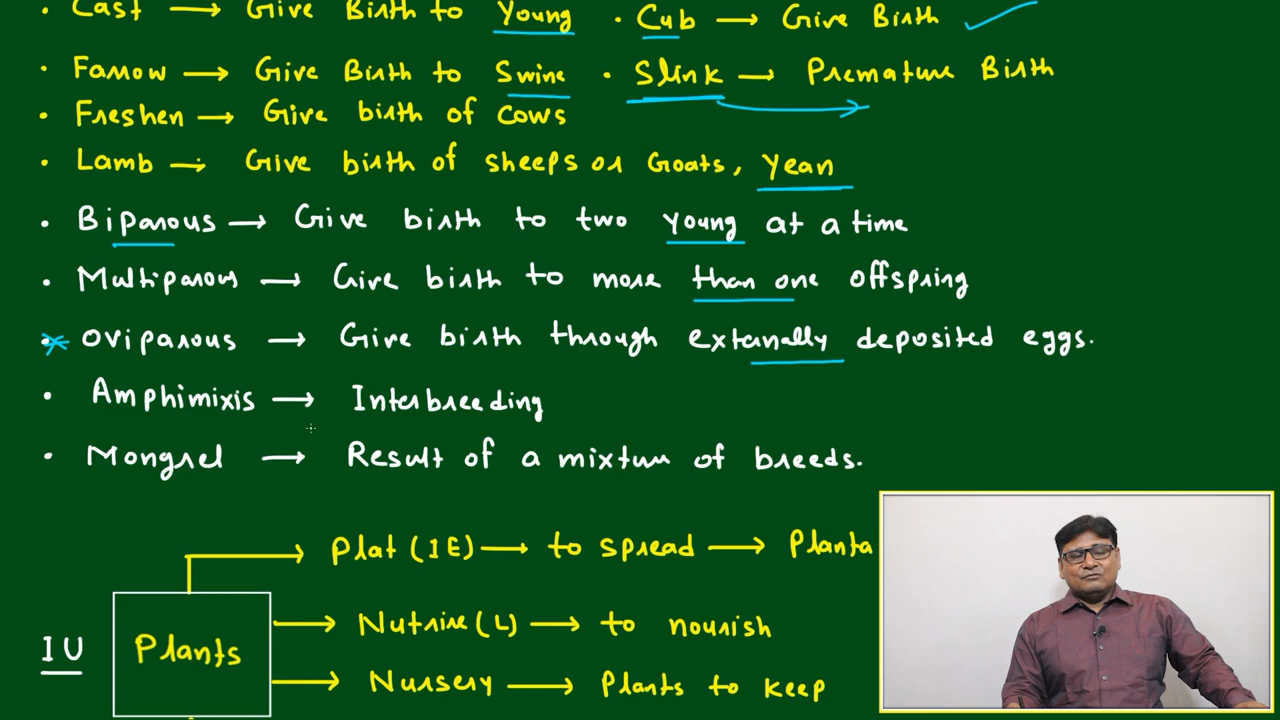 · Cast → Give Birth to Young · Cub → Give Birth
· Farrow → Give Birth to Swine · Slink → Premature Birth
· Freshen → Give birth of cows
· Lamb → Give birth of sheeps or Goats, Yean
· Biparous → Give birth to two young at a time
· Multiparous → Give birth to more than one offspring
· Oviparous → Give birth through extanally deposited eggs.
· Amphimixis → Interbreeding
· Mongrel → Result of a mixture of breeds.
Plat (IE) → to spread → Planta
Nutrire (L) → to nourish
IU Plants
Nursery → Plants to keep